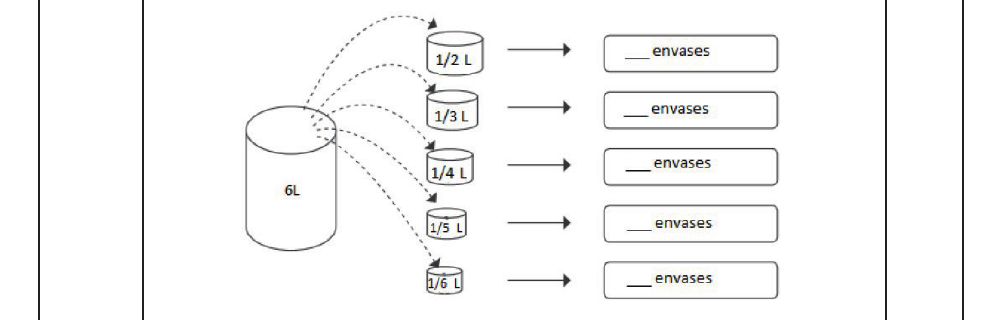 1/2 L
___ envases
1/3 L
___ envases
1/4 L
___ envases
6L
1/5 L
___ envases
1/6 L
___ envases